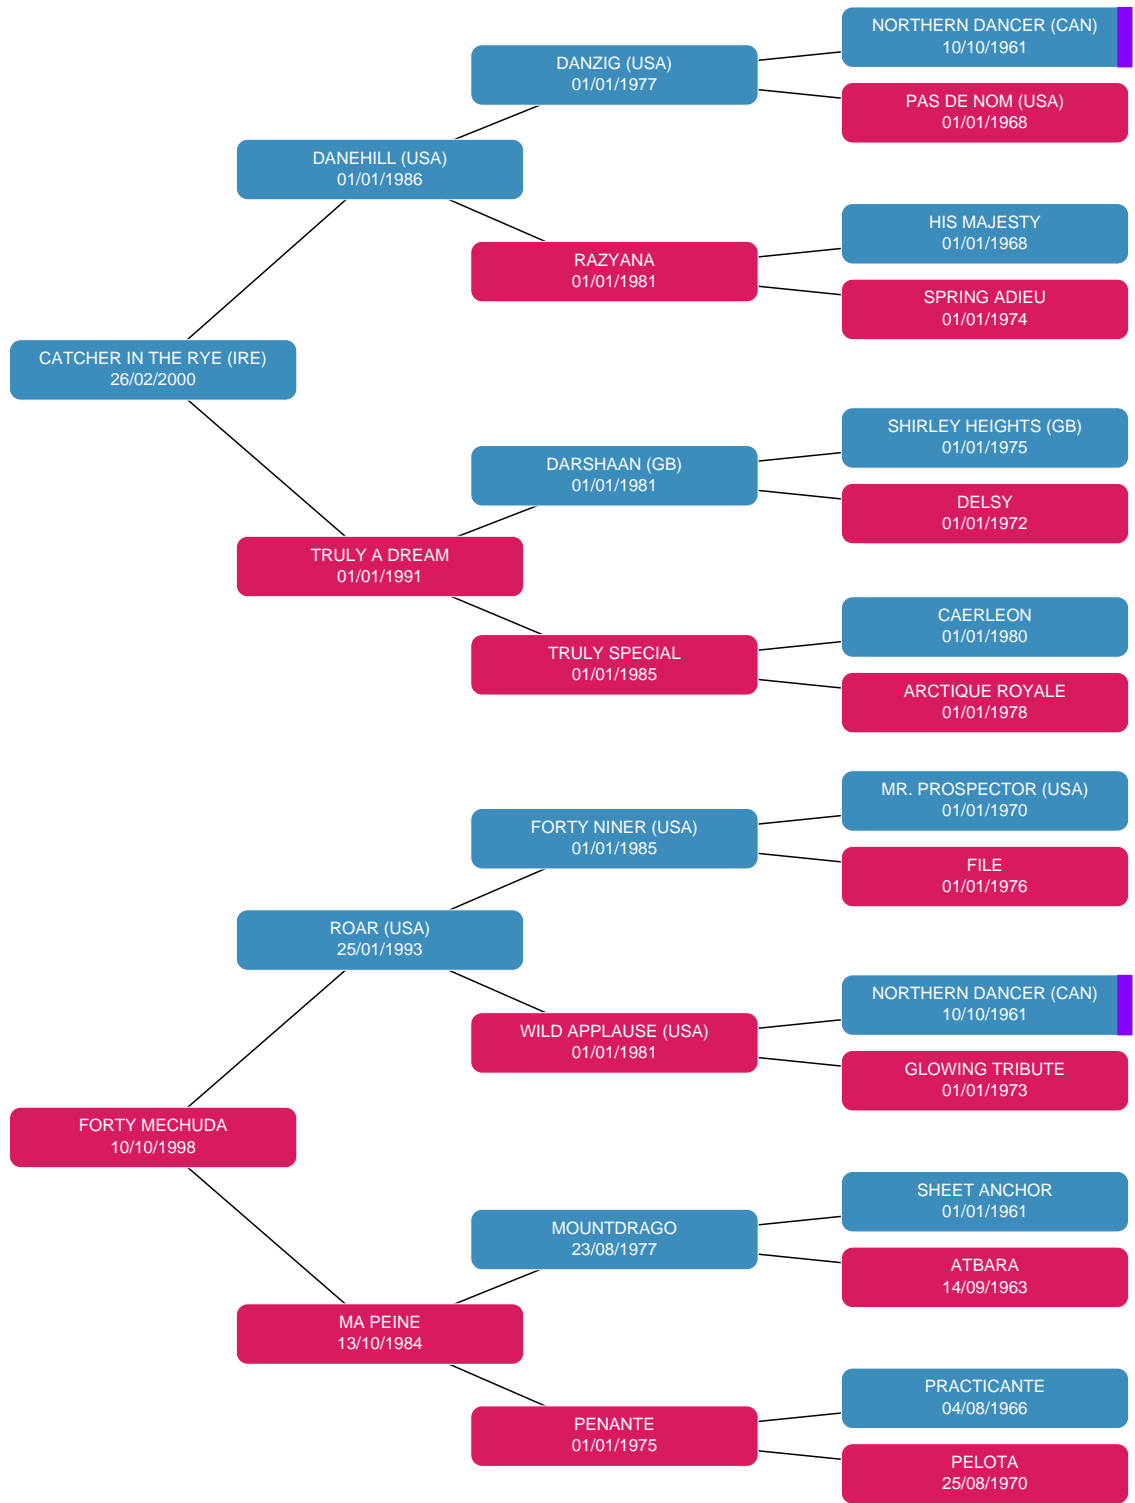 NORTHERN DANCER (CAN)
10/10/1961
DANZIG (USA)
01/01/1977
PAS DE NOM (USA)
01/01/1968
DANEHILL (USA)
01/01/1986
HIS MAJESTY
01/01/1968
RAZYANA
01/01/1981
SPRING ADIEU
01/01/1974
CATCHER IN THE RYE (IRE)
26/02/2000
SHIRLEY HEIGHTS (GB)
01/01/1975
DARSHAAN (GB)
01/01/1981
DELSY
01/01/1972
TRULY A DREAM
01/01/1991
CAERLEON
01/01/1980
TRULY SPECIAL
01/01/1985
ARCTIQUE ROYALE
01/01/1978
MR. PROSPECTOR (USA)
01/01/1970
FORTY NINER (USA)
01/01/1985
FILE
01/01/1976
ROAR (USA)
25/01/1993
NORTHERN DANCER (CAN)
10/10/1961
WILD APPLAUSE (USA)
01/01/1981
GLOWING TRIBUTE
01/01/1973
FORTY MECHUDA
10/10/1998
SHEET ANCHOR
01/01/1961
MOUNTDRAGO
23/08/1977
ATBARA
14/09/1963
MA PEINE
13/10/1984
PRACTICANTE
04/08/1966
PENANTE
01/01/1975
PELOTA
25/08/1970